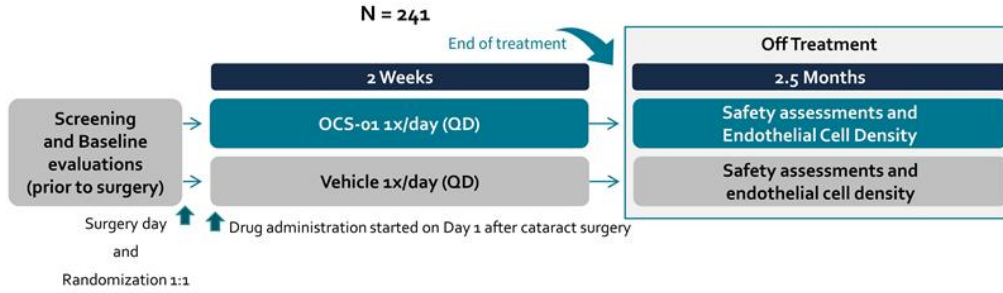 N = 241
End of treatment
Off Treatment
2 Weeks
2.5 Months
Screening
and Baseline
evaluations
(prior to surgery)
OCS-01 1x/day (QD)
Safety assessments and
Endothelial Cell Density
Vehicle 1x/day (QD)
Safety assessments and
endothelial cell density
Surgery day
and
Randomization 1:1
Drug administration started on Day 1 after cataract surgery